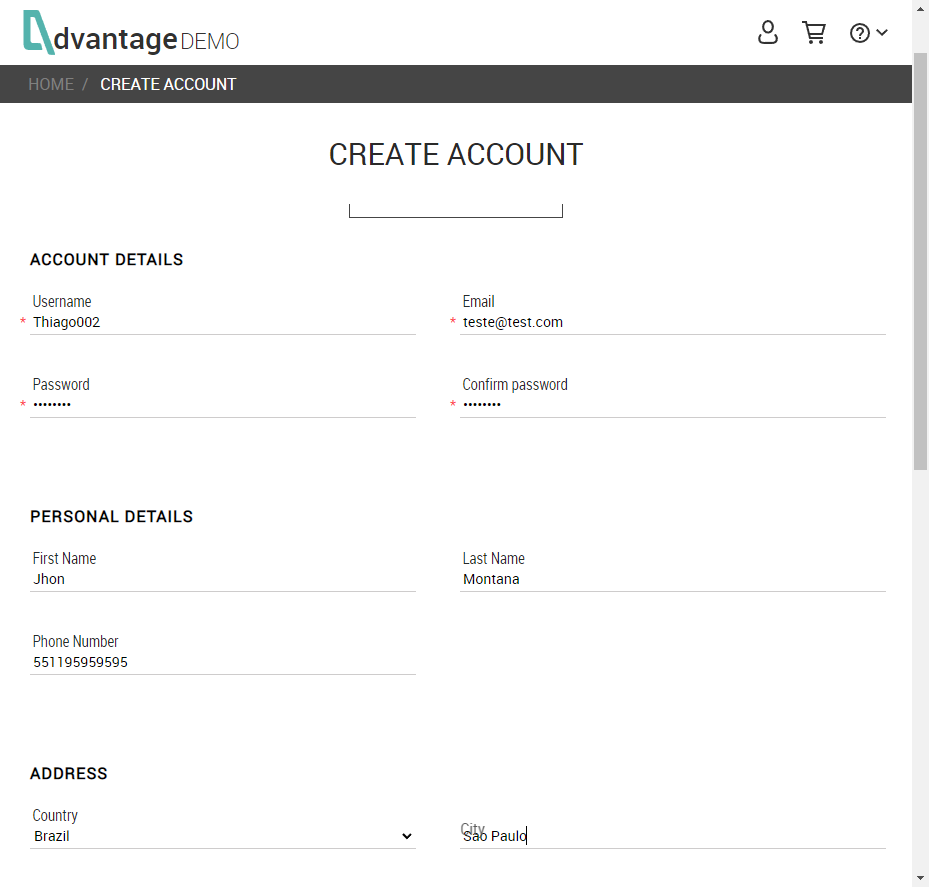 dvantage DEMO
HOME / CREATE ACCOUNT
CREATE ACCOUNT
ACCOUNT DETAILS
Username Email
* Thiago002 * teste@test.com
Password Confirm password
* •••••••• * ••••••••
PERSONAL DETAILS
First Name Last Name
Jhon Montana
Phone Number
551195959595
ADDRESS
Country City
Brazil Sao Paulo